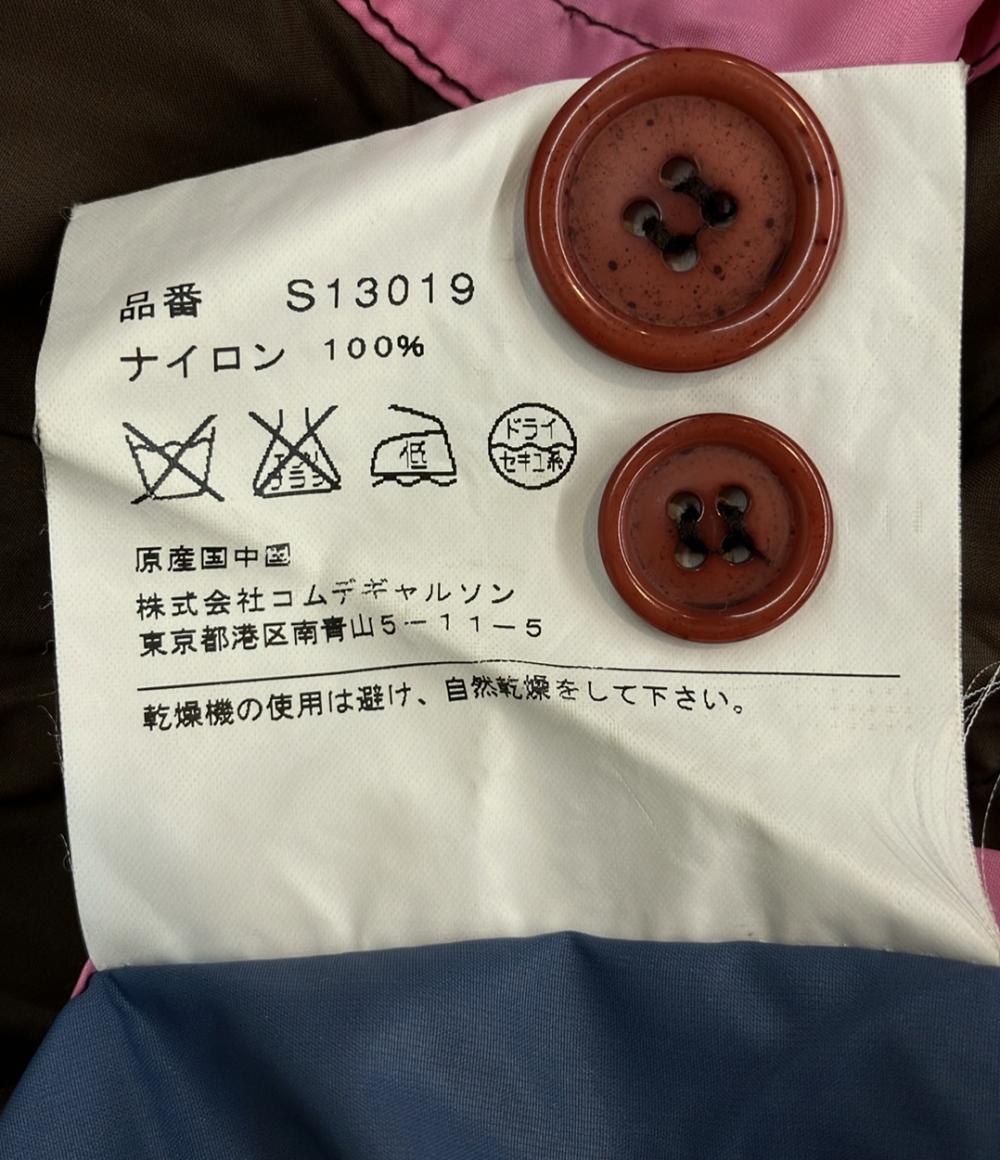 品番 S13019
ナイロン 100%
低
ドライ
セキユ系
原産国中国
株式会社コムデギャルソン
東京都港区南青山5-11-5
乾燥機の使用は避け、自然乾燥をして下さい。